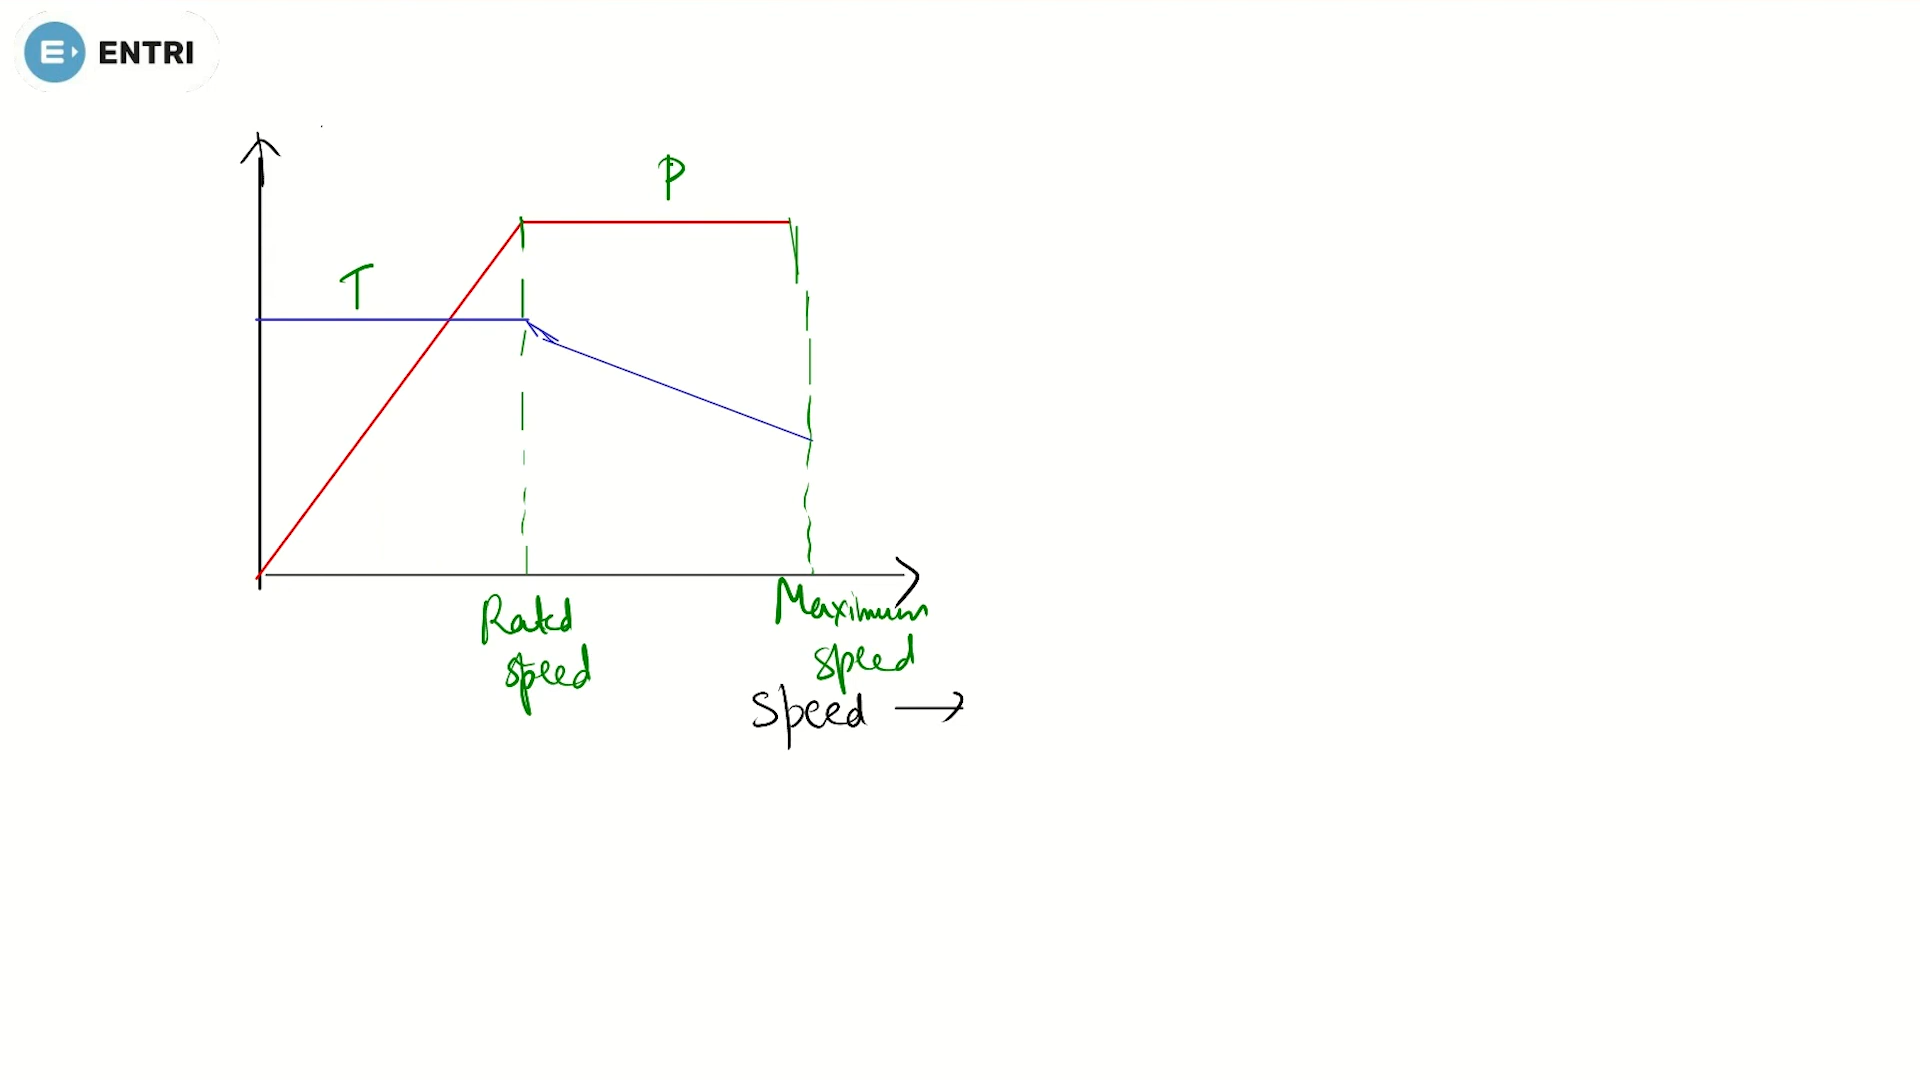 ENTRI
P
T
Rated
speed
Maximum
speed
Speed →